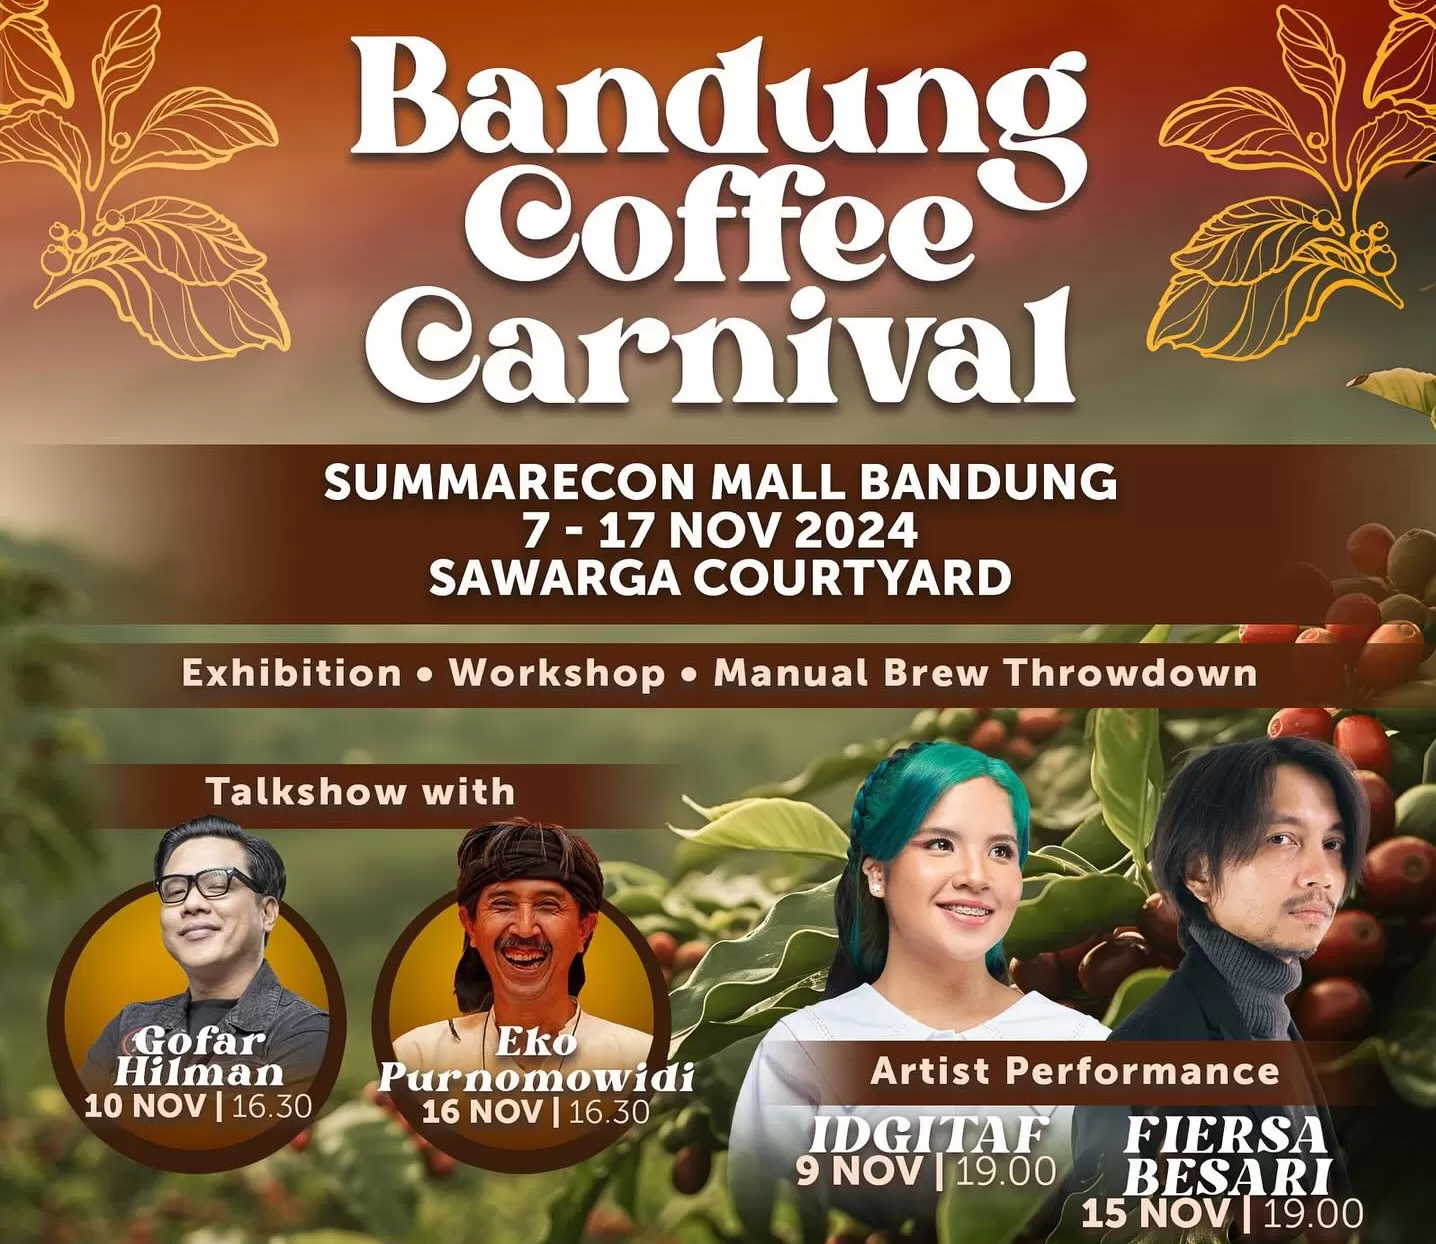 Bandung
Coffee
Carnival
SUMMARECON MALL BANDUNG
7 - 17 NOV 2024
SAWARGA COURTYARD
Exhibition • Workshop • Manual Brew Throwdown
Talkshow with
Gofar
Hilman
10 NOV | 16.30
Eko
Purnomowidi
16 NOV | 16.30
Artist Performance
IDGITAF
9 NOV | 19.00
FIERSA
BESARI
15 NOV | 19.00